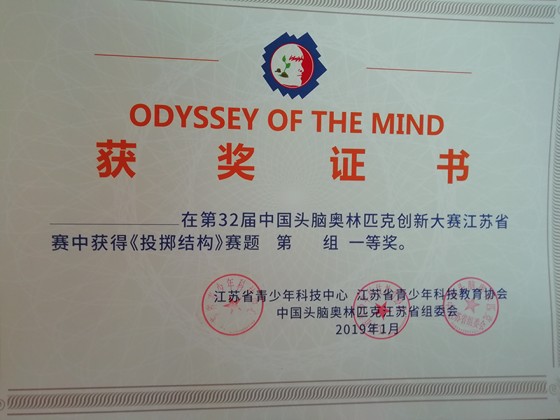 ODYSSEY OF THE MIND
获奖证书
在第32届中国头脑奥林匹克创新大赛江苏省
赛中获得《投掷结构》赛题 第 组 一等奖。
江苏省青少年科技中心 江苏省青少年科技教育协会
中国头脑奥林匹克江苏省组委会
2019年1月